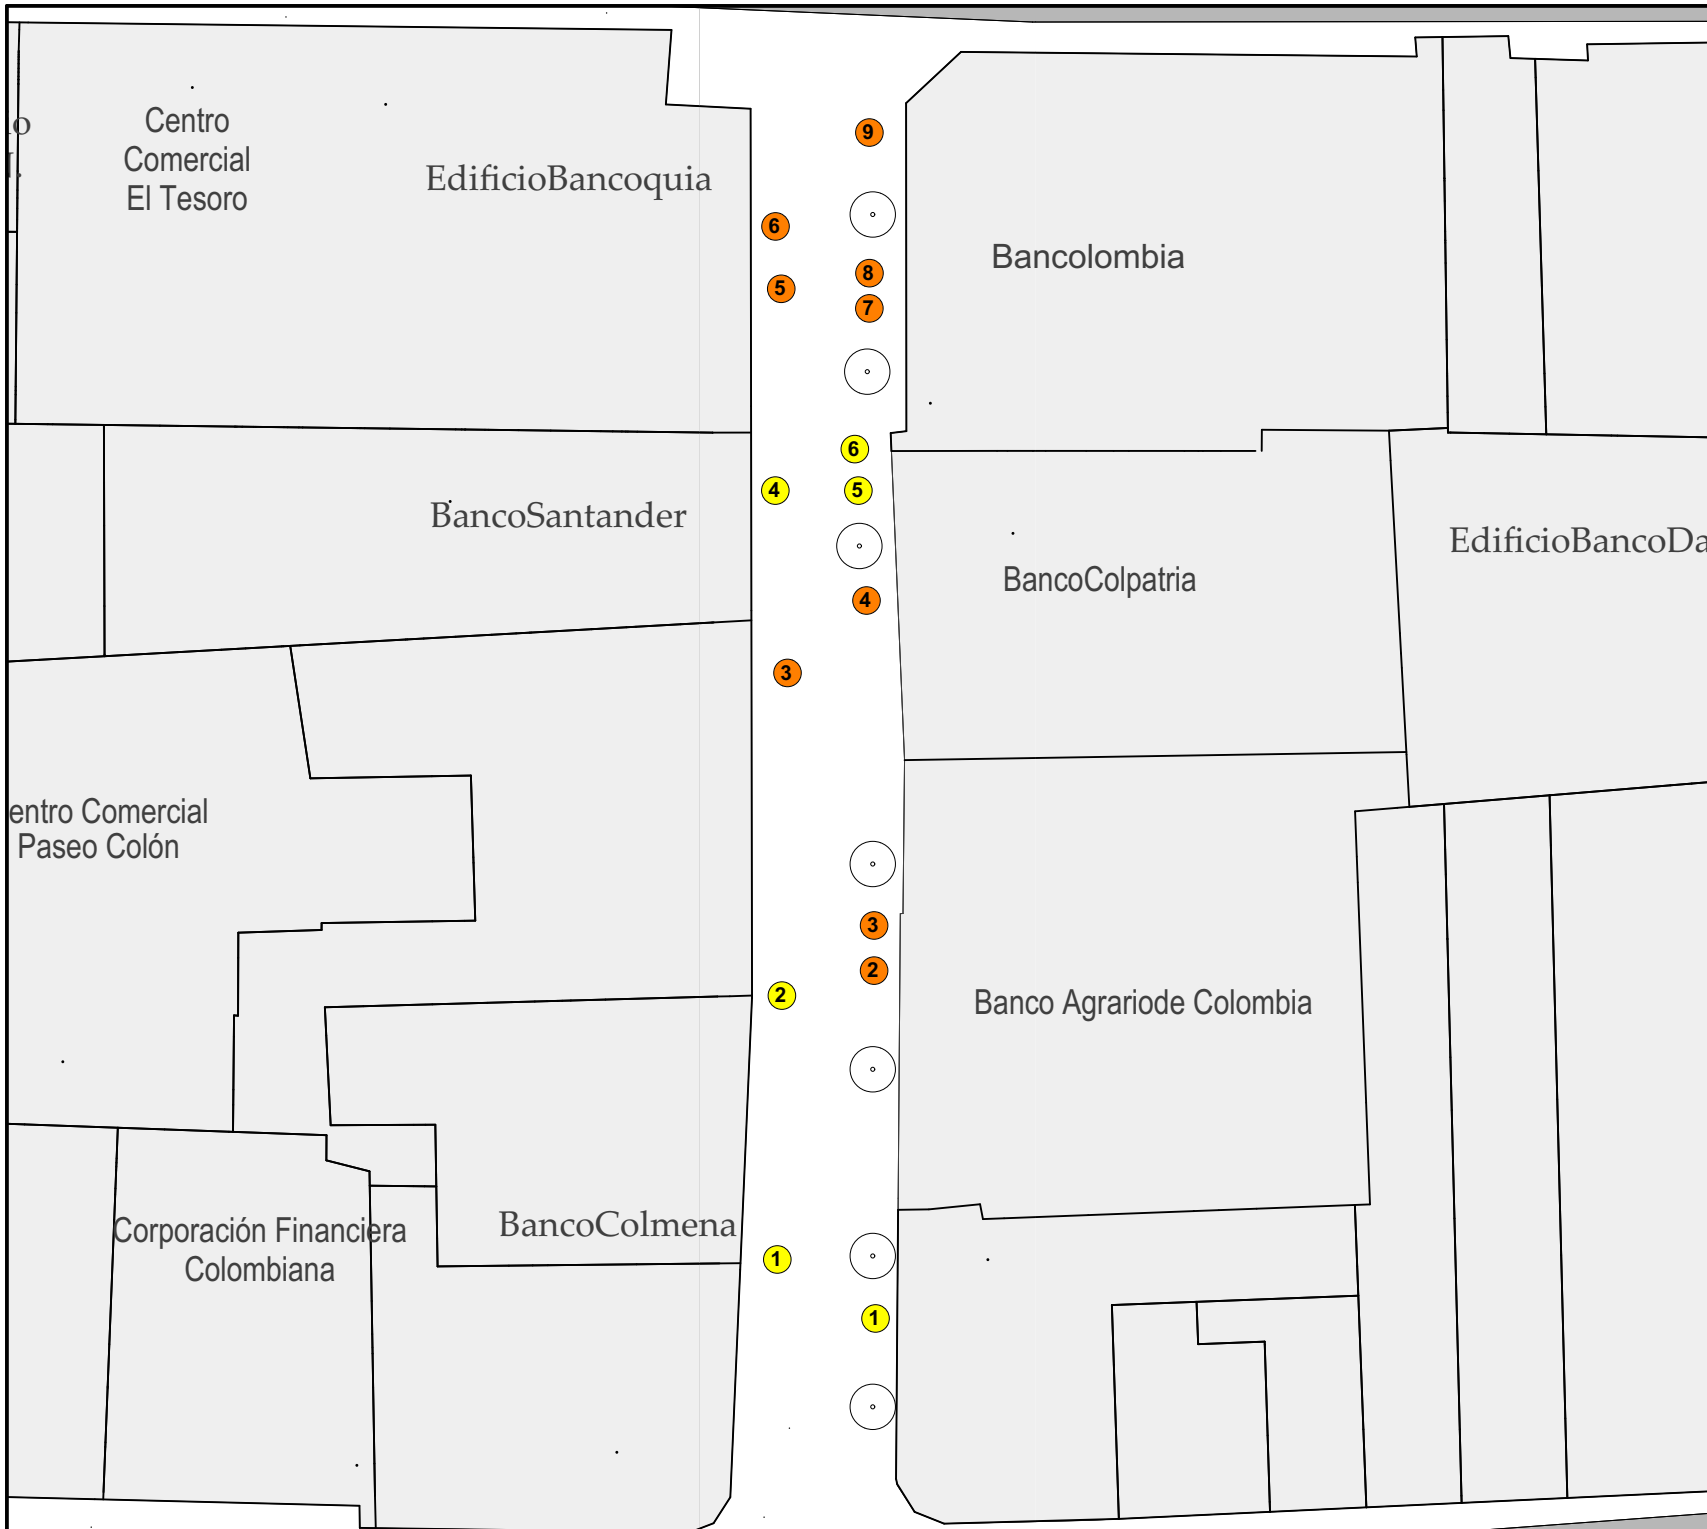 9
Centro
Comercial
El Tesoro
EdificioBancoquia
6
Bancolombia
8
5
7
6
4
5
BancoSantander
EdificioBancoDa
BancoColpatria
4
3
entro Comercial
Paseo Colón
3
2
2
Banco Agrariode Colombia
Corporación Financiera
Colombiana
BancoColmena
1
1